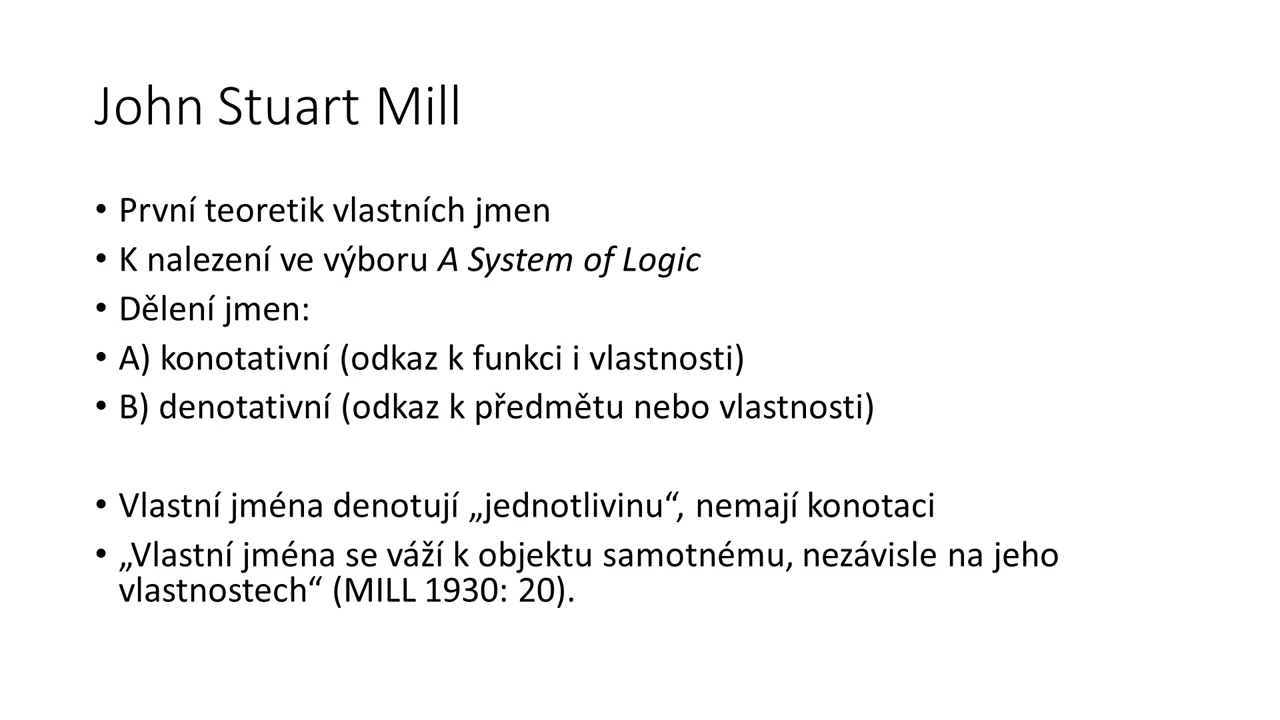 John Stuart Mill
• První teoretik vlastních jmen
• K nalezení ve výboru A System of Logic
• Dělení jmen:
• A) konotativní (odkaz k funkci i vlastnosti)
• B) denotativní (odkaz k předmětu nebo vlastnosti)
• Vlastní jména denotují „jednotlivinu“, nemají konotaci
• „Vlastní jména se váží k objektu samotnému, nezávisle na jeho
vlastnostech“ (MILL 1930: 20).